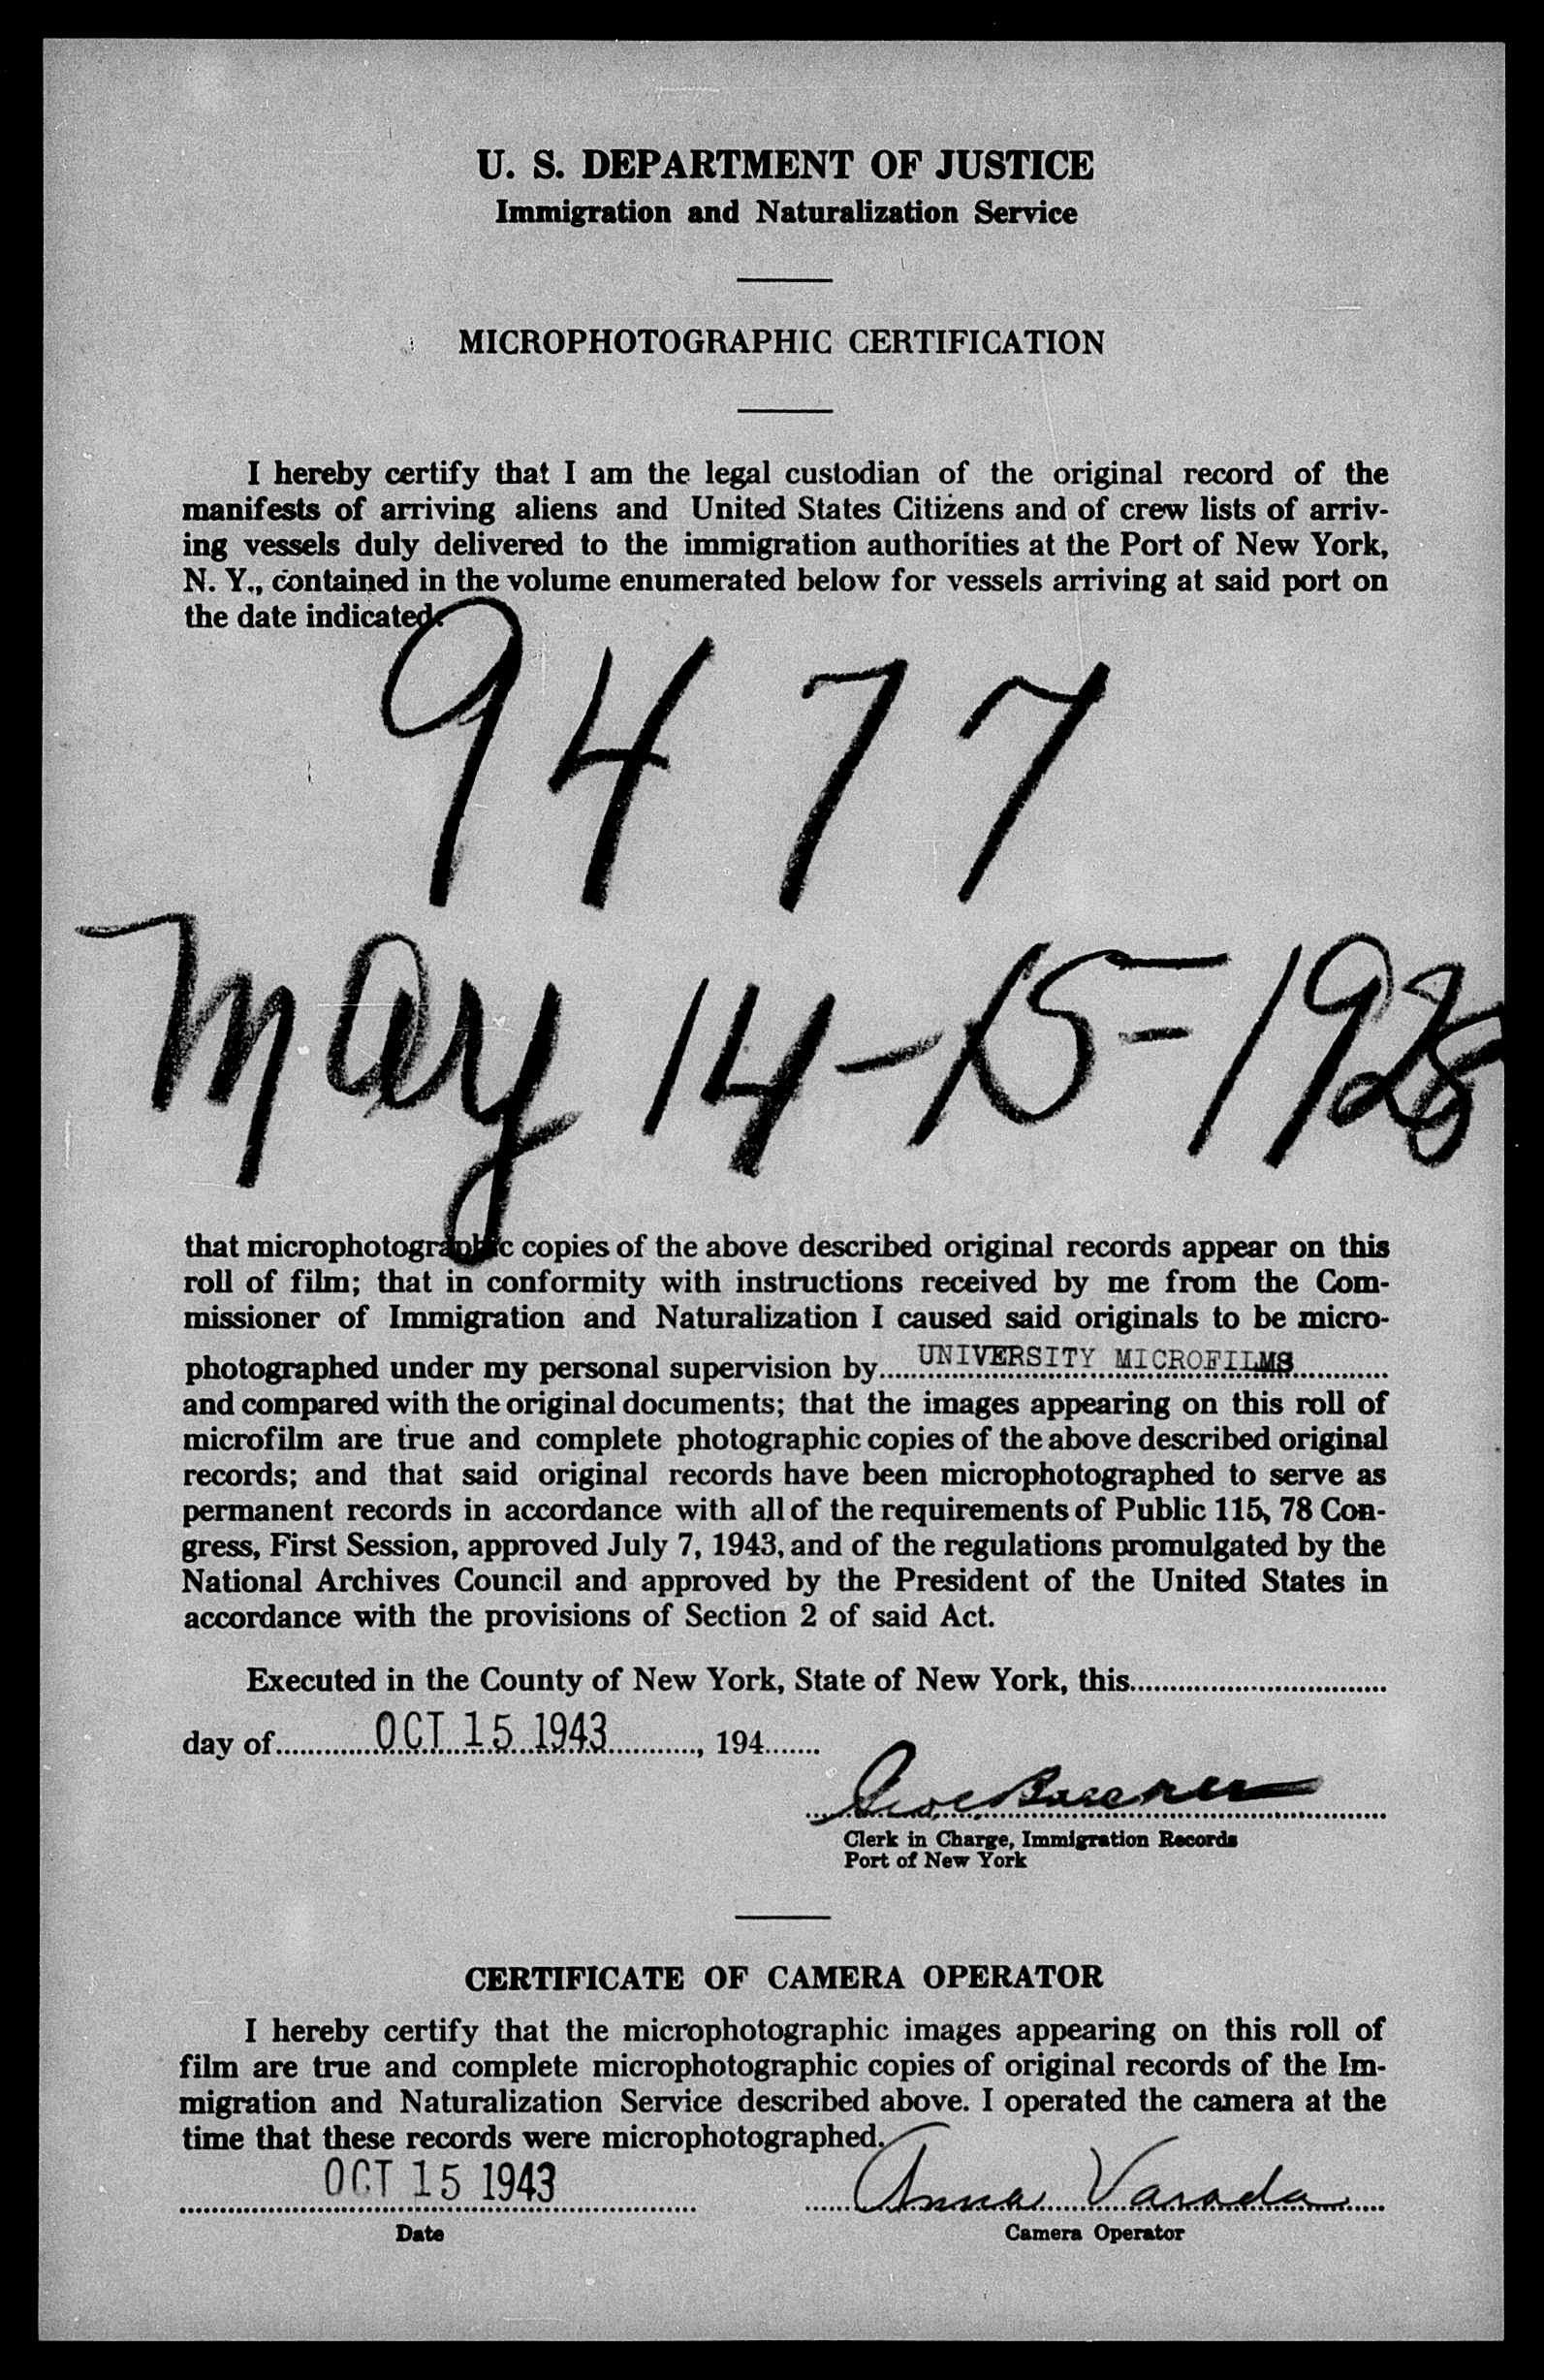 U. S. DEPARTMENT OF JUSTICE
Immigration and Naturalization Service
MICROPHOTOGRAPHIC CERTIFICATION
I hereby certify that I am the legal custodian of the original record of the
manifests of arriving aliens and United States Citizens and of crew lists of arriv-
ing vessels duly delivered to the immigration authorities at the Port of New York,
N. Y., contained in the volume enumerated below for vessels arriving at said port on
the date indicated:
9477
May 14-15-1928
that microphotographic copies of the above described original records appear on this
roll of film; that in conformity with instructions received by me from the Com-
missioner of Immigration and Naturalization I caused said originals to be micro-
photographed under my personal supervision by UNIVERSITY MICROFILMS
and compared with the original documents; that the images appearing on this roll of
microfilm are true and complete photographic copies of the above described original
records; and that said original records have been microphotographed to serve as
permanent records in accordance with all of the requirements of Public 115, 78 Con-
gress, First Session, approved July 7, 1943, and of the regulations promulgated by the
National Archives Council and approved by the President of the United States in
accordance with the provisions of Section 2 of said Act.
Executed in the County of New York, State of New York, this
day of OCT 15 1943, 194
Clerk in Charge, Immigration Records
Port of New York
CERTIFICATE OF CAMERA OPERATOR
I hereby certify that the microphotographic images appearing on this roll of
film are true and complete microphotographic copies of original records of the Im-
migration and Naturalization Service described above. I operated the camera at the
time that these records were microphotographed.
OCT 15 1943 Anna Varada
Date Camera Operator